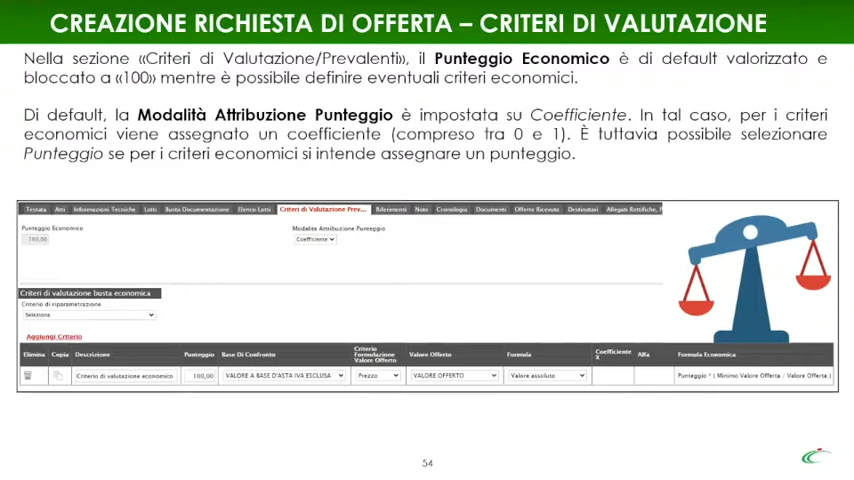 CREAZIONE RICHIESTA DI OFFERTA – CRITERI DI VALUTAZIONE
Nella sezione «Criteri di Valutazione/Prevalenti», il Punteggio Economico è di default valorizzato e
bloccato a «100» mentre è possibile definire eventuali criteri economici.
Di default, la Modalità Attribuzione Punteggio è impostata su Coefficiente. In tal caso, per i criteri
economici viene assegnato un coefficiente (compreso tra 0 e 1). È tuttavia possibile selezionare
Punteggio se per i criteri economici si intende assegnare un punteggio.
Testata Atti Informazioni Tecniche Lotti Busta Documentazione Elenco Lotti Criteri di Valutazione Prev... Riferimenti Note Cronologia Documenti Offerte Ricevute Destinatari Allegati Rettifiche, P
Punteggio Economico Modalita Attribuzione Punteggio
100,00 Coefficiente
Criteri di valutazione busta economica
Criterio di riparametrazione
Seleziona
Aggiungi Criterio
Elimina Copia Descrizione Punteggio Base Di Confronto Criterio Formulazione Valore Offerto Valore Offerto Formula Coefficiente X Alfa Formula Economica
Criterio di valutazione economico 100,00 VALORE A BASE D'ASTA IVA ESCLUSA Prezzo VALORE OFFERTO Valore assoluto Punteggio * ( Minimo Valore Offerta / Valore Offerta )
54